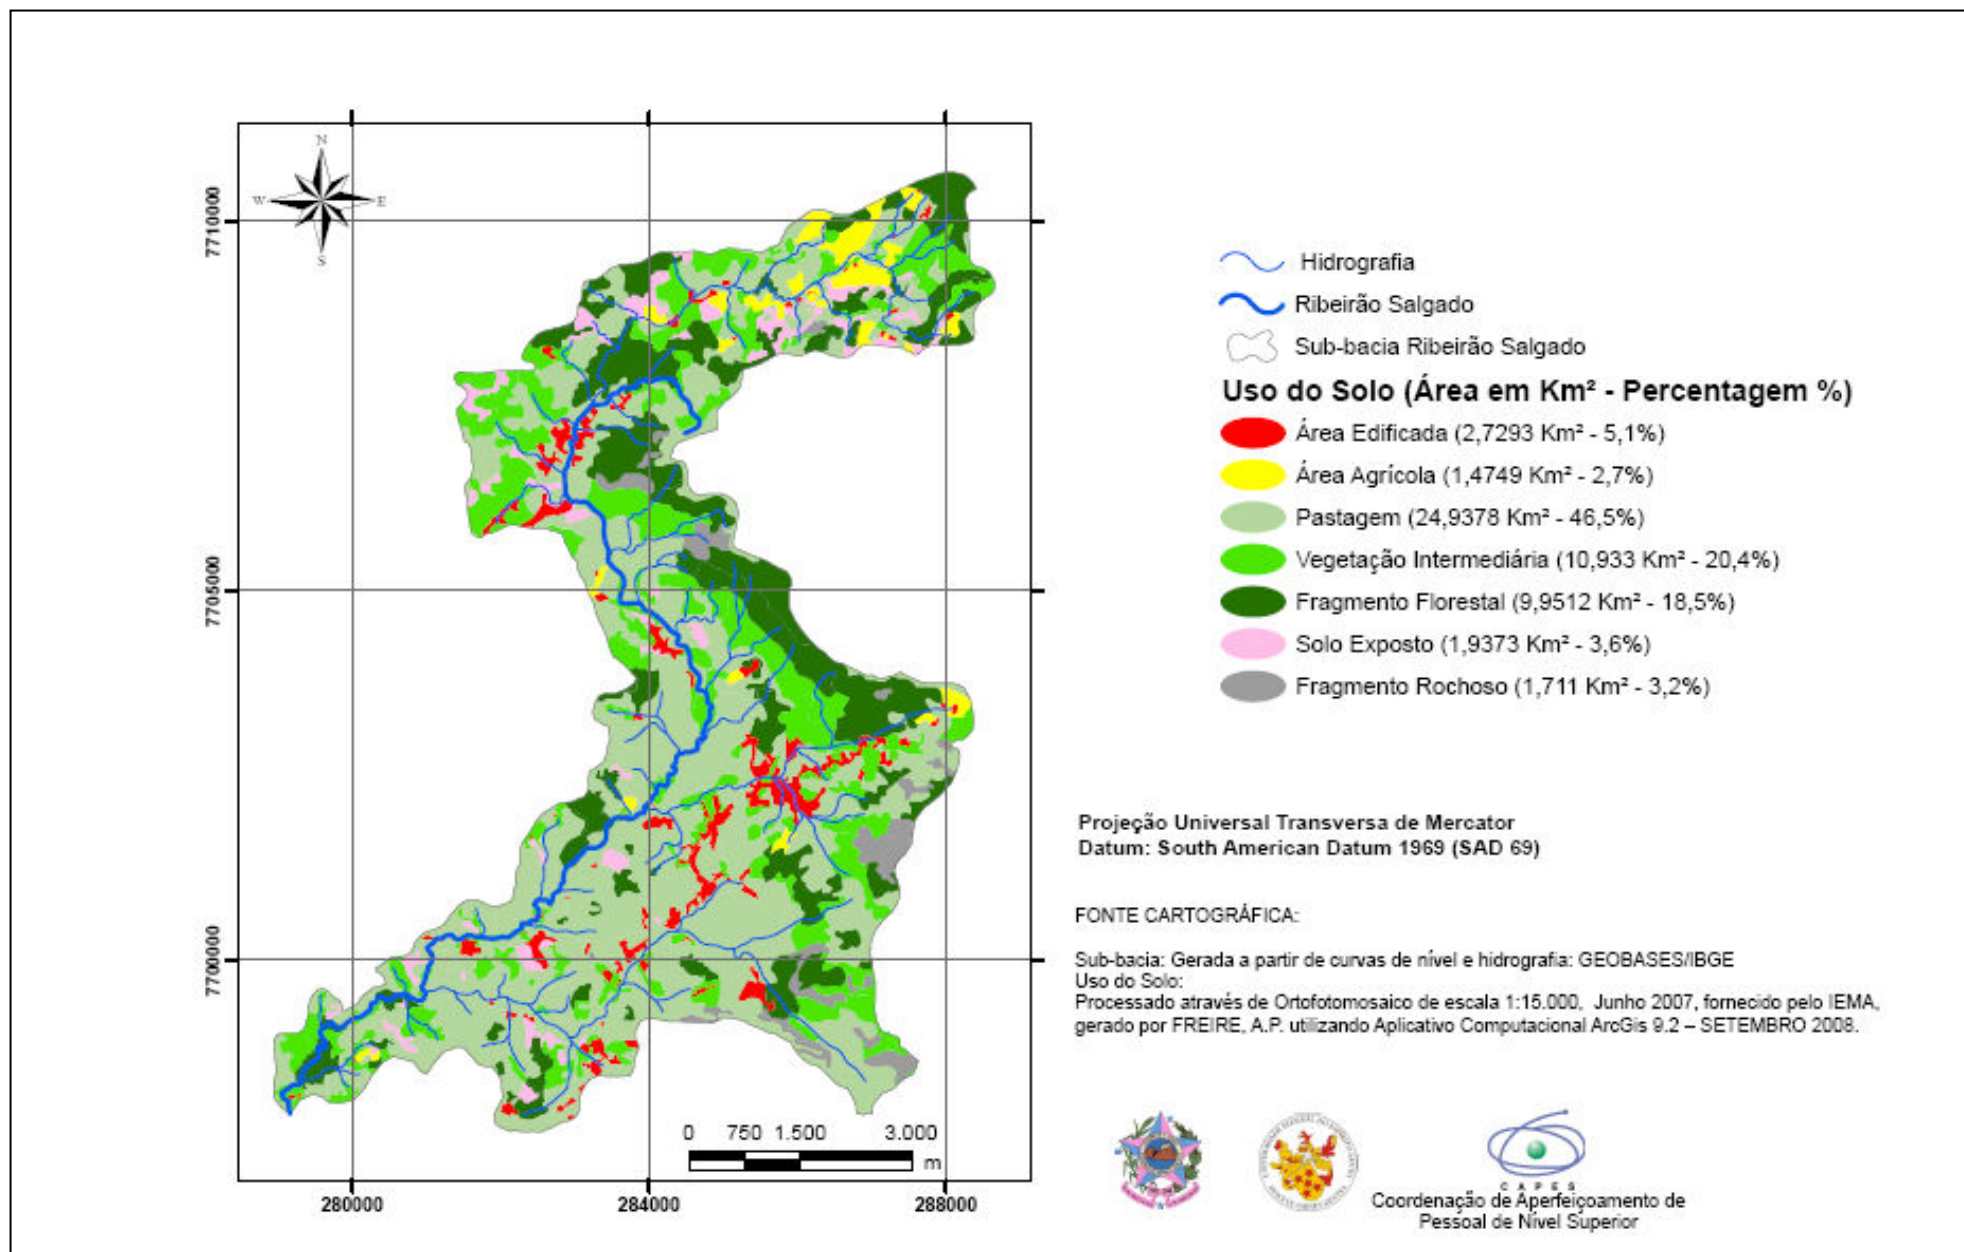 N
W
E
S
7710000
7705000
7700000
280000
284000
288000
0 750 1.500 3.000
m
Hidrografia
Ribeirão Salgado
Sub-bacia Ribeirão Salgado
Uso do Solo (Área em Km² - Percentagem %)
Área Edificada (2,7293 Km² - 5,1%)
Área Agrícola (1,4749 Km² - 2,7%)
Pastagem (24,9378 Km² - 46,5%)
Vegetação Intermediária (10,933 Km² - 20,4%)
Fragmento Florestal (9,9512 Km² - 18,5%)
Solo Exposto (1,9373 Km² - 3,6%)
Fragmento Rochoso (1,711 Km² - 3,2%)
Projeção Universal Transversa de Mercator
Datum: South American Datum 1969 (SAD 69)
FONTE CARTOGRÁFICA:
Sub-bacia: Gerada a partir de curvas de nível e hidrografia: GEOBASES/IBGE
Uso do Solo:
Processado através de Ortofotomosaico de escala 1:15.000, Junho 2007, fornecido pelo IEMA,
gerado por FREIRE, A.P. utilizando Aplicativo Computacional ArcGis 9.2 – SETEMBRO 2008.
CAPES
Coordenação de Aperfeiçoamento de
Pessoal de Nível Superior